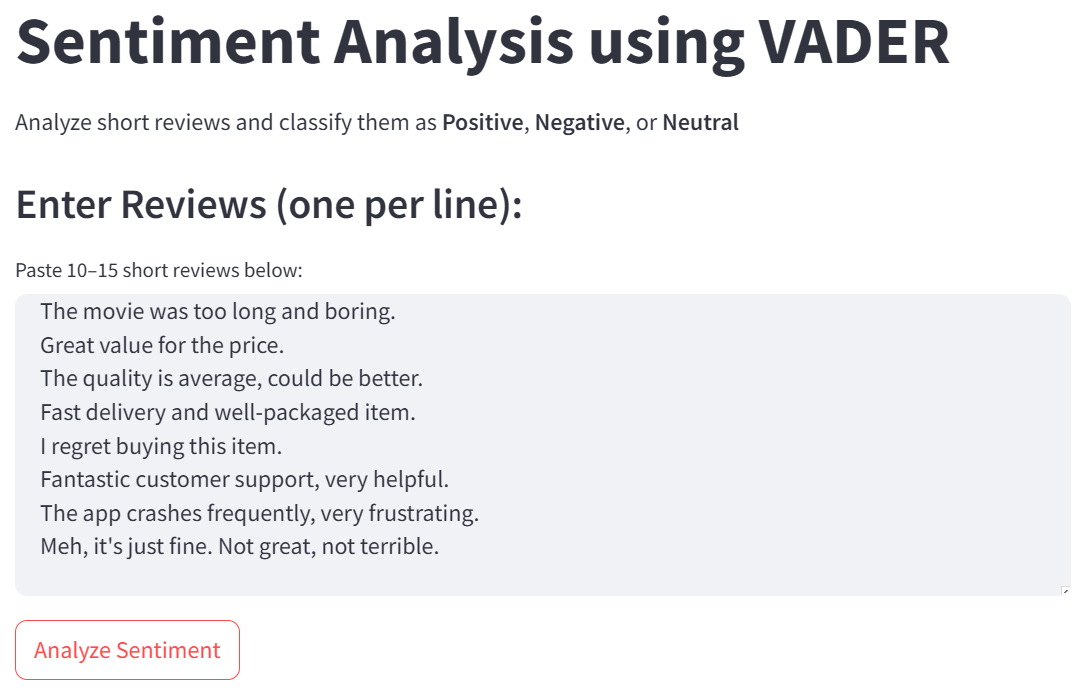 Sentiment Analysis using VADER
Analyze short reviews and classify them as Positive, Negative, or Neutral
Enter Reviews (one per line):
Paste 10–15 short reviews below:
The movie was too long and boring.
Great value for the price.
The quality is average, could be better.
Fast delivery and well-packaged item.
I regret buying this item.
Fantastic customer support, very helpful.
The app crashes frequently, very frustrating.
Meh, it's just fine. Not great, not terrible.
Analyze Sentiment